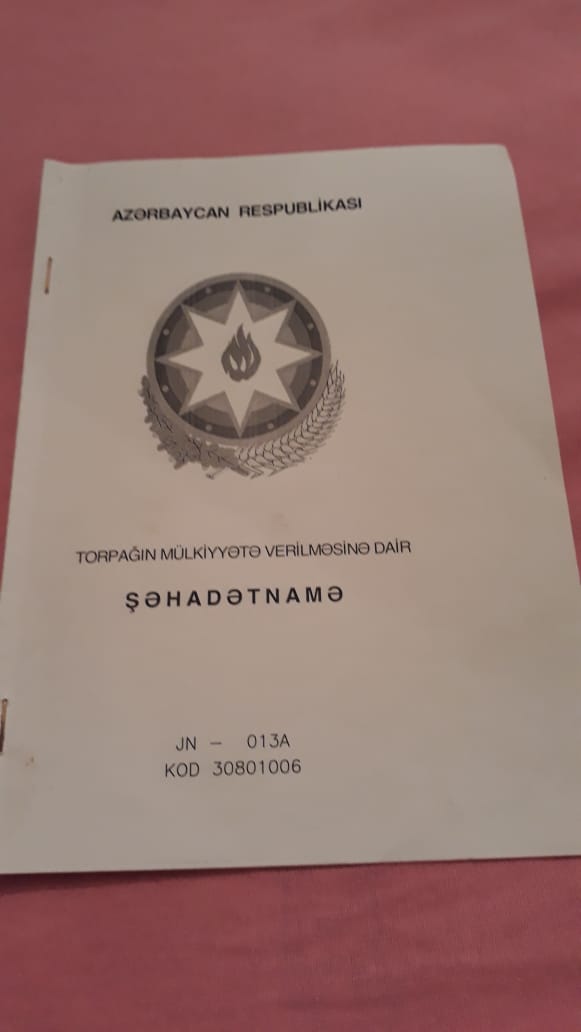 AZƏRBAYCAN RESPUBLİKASI
TORPAĞIN MÜLKİYYƏTƏ VERİLMƏSİNƏ DAİR
ŞƏHADƏTNAMƏ
JN - 013A
KOD 30801006